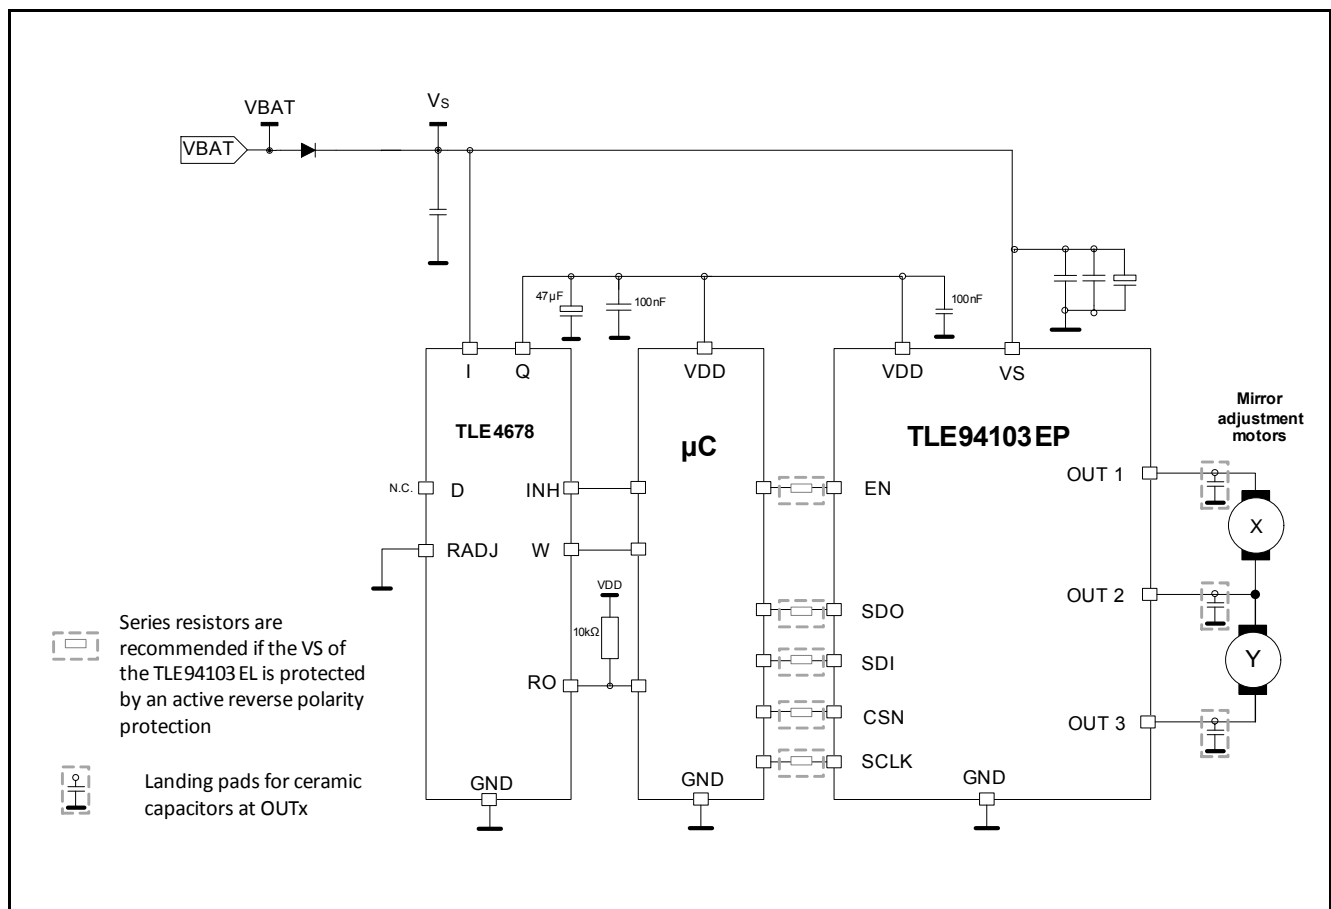 VBAT
VS
VBAT
47µF
100nF
100nF
I
Q
VDD
VDD
VS
TLE4678
µC
TLE94103EP
Mirror
adjustment
motors
OUT 1
N.C.
D
INH
EN
X
RADJ
W
VDD
OUT 2
10kΩ
SDO
Series resistors are
recommended if the VS of
the TLE94103EL is protected
by an active reverse polarity
protection
Y
SDI
RO
CSN
OUT 3
SCLK
GND
GND
GND
Landing pads for ceramic
capacitors at OUTx